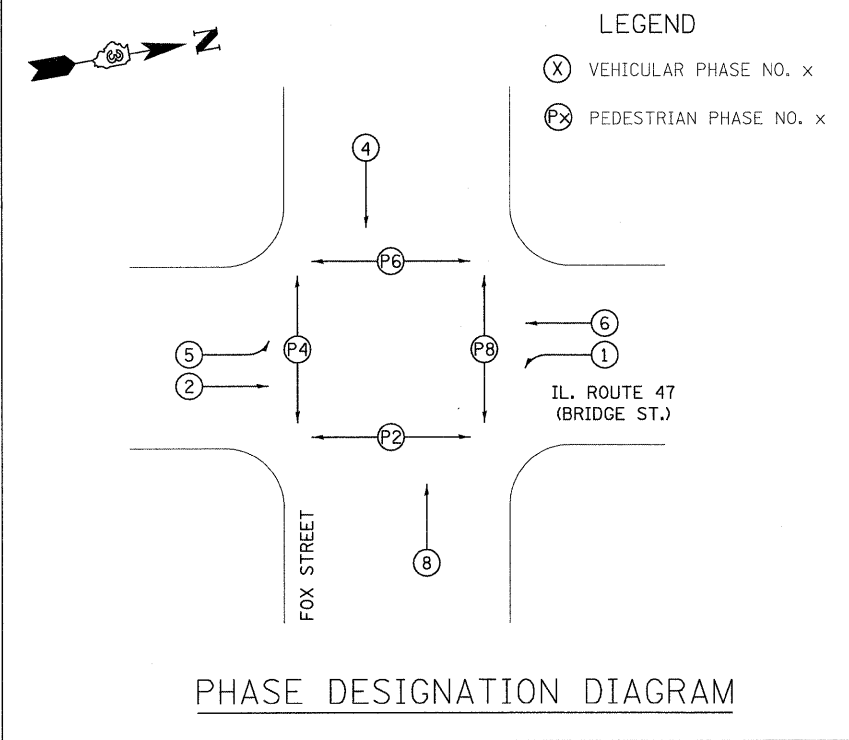 LEGEND
X VEHICULAR PHASE NO. x
Px PEDESTRIAN PHASE NO. x
3 N
4
P6
6
5 P4 P8 1
2
IL. ROUTE 47
(BRIDGE ST.)
P2
8
FOX STREET
PHASE DESIGNATION DIAGRAM